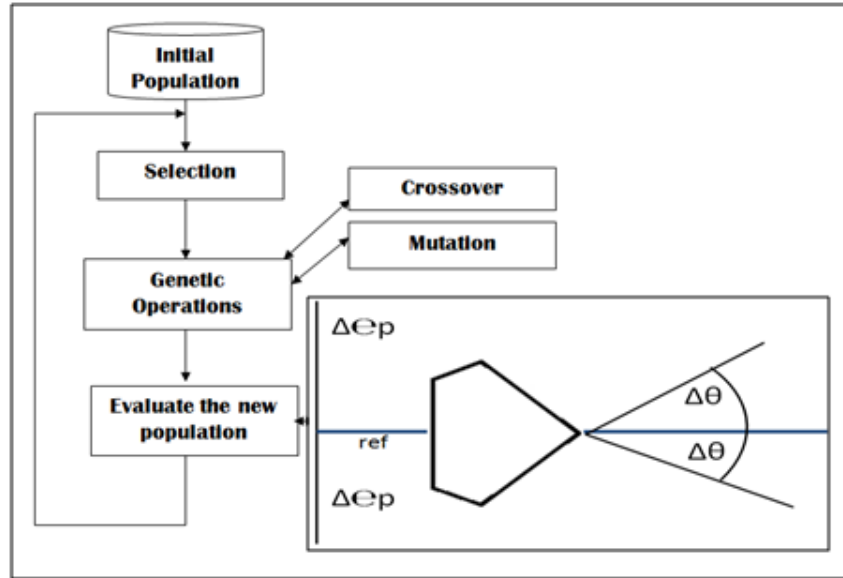 Initial
Population
Selection
Crossover
Mutation
Genetic
Operations
Evaluate the new
population
Δep
ref
Δep
Δθ
Δθ